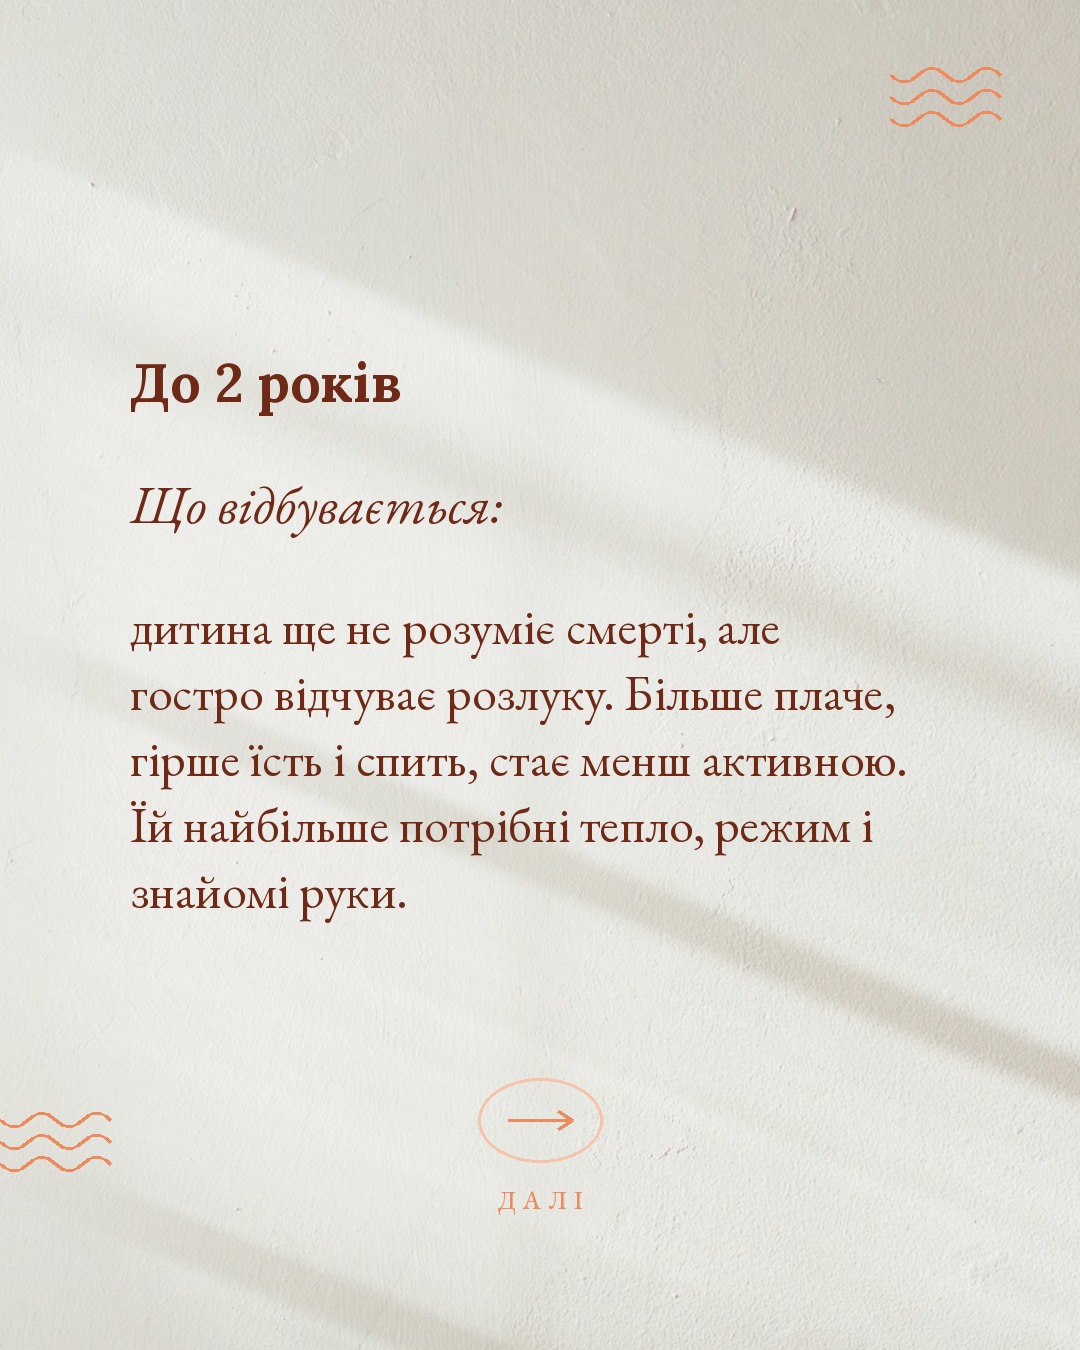 До 2 років
Що відбувається:
дитина ще не розуміє смерті, але
гостро відчуває розлуку. Більше плаче,
гірше їсть і спить, стає менш активною.
Їй найбільше потрібні тепло, режим і
знайомі руки.
ДАЛІ